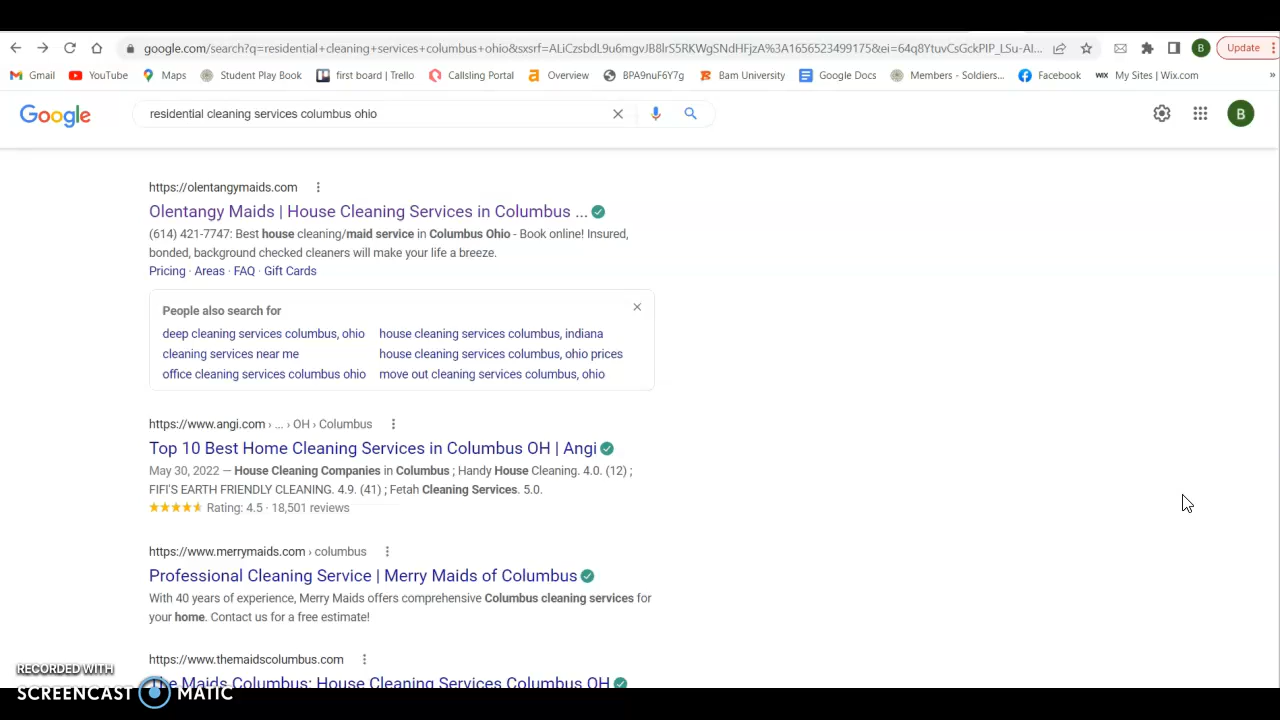 google.com/search?q=residential+cleaning+services+columbus+ohio&sxsrf=ALiCzsbdL9u6mgvJB8lrS5RKWgSNdHFjzA%3A1656523499175&ei=64q8YtuvCsGckPIP_LSu-AI... B Update
Gmail YouTube Maps Student Play Book first board | Trello Callsling Portal Overview BPA9nuF6Y7g Bam University Google Docs Members - Soldiers... Facebook WIX My Sites | Wix.com »
Google residential cleaning services columbus ohio B
https://olentangymaids.com
Olentangy Maids | House Cleaning Services in Columbus ...
(614) 421-7747: Best house cleaning/maid service in Columbus Ohio - Book online! Insured,
bonded, background checked cleaners will make your life a breeze.
Pricing · Areas · FAQ · Gift Cards
People also search for
deep cleaning services columbus, ohio house cleaning services columbus, indiana
cleaning services near me house cleaning services columbus, ohio prices
office cleaning services columbus ohio move out cleaning services columbus, ohio
https://www.angi.com › ... › OH › Columbus
Top 10 Best Home Cleaning Services in Columbus OH | Angi
May 30, 2022 — House Cleaning Companies in Columbus ; Handy House Cleaning. 4.0. (12) ;
FIFI'S EARTH FRIENDLY CLEANING. 4.9. (41) ; Fetah Cleaning Services. 5.0.
Rating: 4.5 · 18,501 reviews
https://www.merrymaids.com › columbus
Professional Cleaning Service | Merry Maids of Columbus
With 40 years of experience, Merry Maids offers comprehensive Columbus cleaning services for
your home. Contact us for a free estimate!
https://www.themaidscolumbus.com
The Maids Columbus: House Cleaning Services Columbus OH
RECORDED WITH
SCREENCAST MATIC